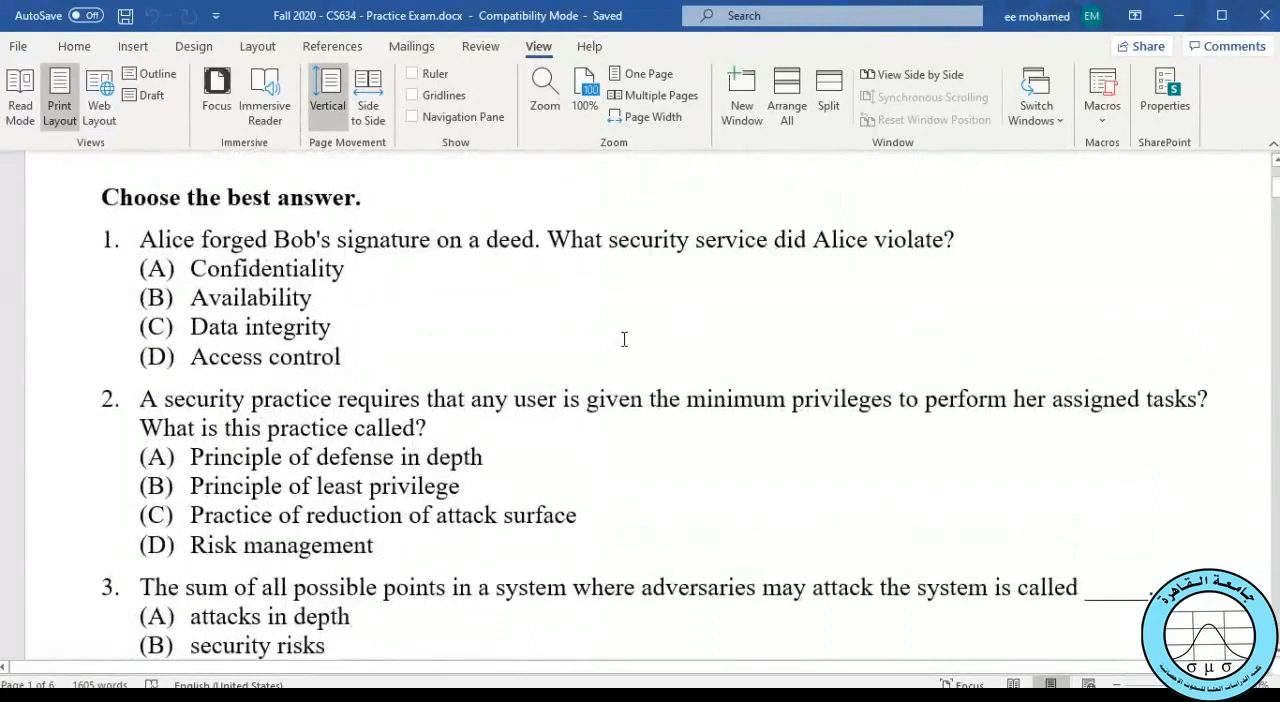 AutoSave Off Fall 2020 - CS634 - Practice Exam.docx - Compatibility Mode - Saved Search ee mohamed EM
File Home Insert Design Layout References Mailings Review View Help Share Comments
Read Mode
Print Layout
Web Layout
Outline
Draft
Views
Focus
Immersive Reader
Immersive
Vertical
Side to Side
Page Movement
Ruler
Gridlines
Navigation Pane
Show
Zoom
100
100%
One Page
Multiple Pages
Page Width
Zoom
New Window
Arrange All
Split
View Side by Side
Synchronous Scrolling
Reset Window Position
Switch Windows
Window
Macros
Macros
Properties
SharePoint
Choose the best answer.
1. Alice forged Bob's signature on a deed. What security service did Alice violate?
(A) Confidentiality
(B) Availability
(C) Data integrity
(D) Access control
2. A security practice requires that any user is given the minimum privileges to perform her assigned tasks?
What is this practice called?
(A) Principle of defense in depth
(B) Principle of least privilege
(C) Practice of reduction of attack surface
(D) Risk management
3. The sum of all possible points in a system where adversaries may attack the system is called _____.
(A) attacks in depth
(B) security risks
Page 1 of 6 1605 words English (United States) Focus
جامعة القاهرة
σ μ σ